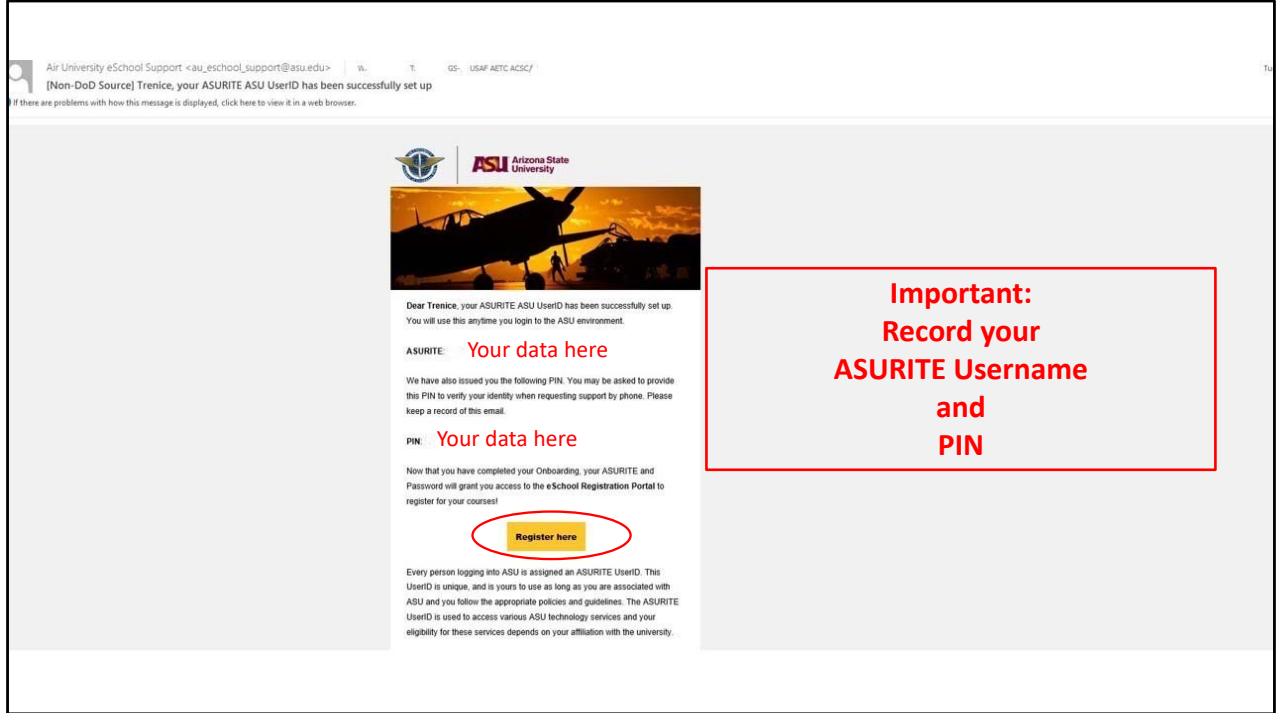 Air University eSchool Support <au_eschool_support@asu.edu> W. T. GS- USAF AETC ACSC/
Tu
[Non-DoD Source] Trenice, your ASURITE ASU UserID has been successfully set up
If there are problems with how this message is displayed, click here to view it in a web browser.
ASU Arizona State
University
Dear Trenice, your ASURITE ASU UserID has been successfully set up.
You will use this anytime you login to the ASU environment.
ASURITE: Your data here
We have also issued you the following PIN. You may be asked to provide
this PIN to verify your identity when requesting support by phone. Please
keep a record of this email.
PIN: Your data here
Now that you have completed your Onboarding, your ASURITE and
Password will grant you access to the eSchool Registration Portal to
register for your courses!
Register here
Every person logging into ASU is assigned an ASURITE UserID. This
UserID is unique, and is yours to use as long as you are associated with
ASU and you follow the appropriate policies and guidelines. The ASURITE
UserID is used to access various ASU technology services and your
eligibility for these services depends on your affiliation with the university.
Important:
Record your
ASURITE Username
and
PIN